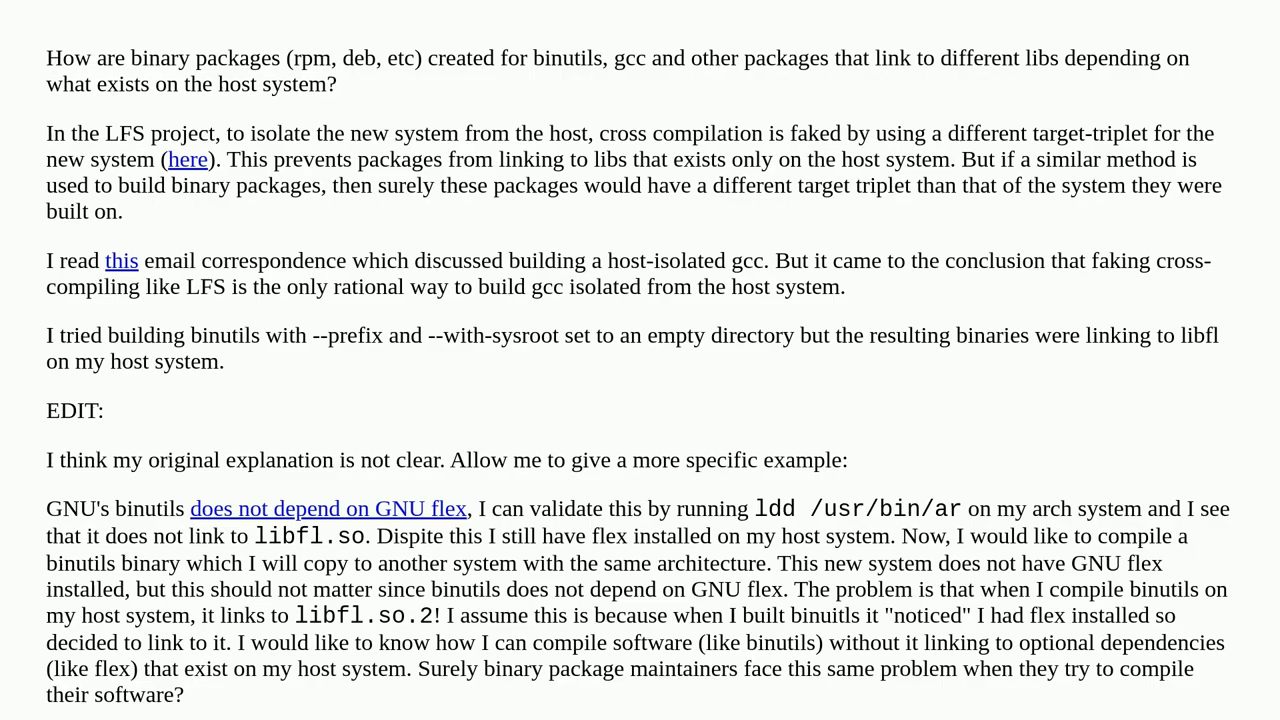 How are binary packages (rpm, deb, etc) created for binutils, gcc and other packages that link to different libs depending on
what exists on the host system?
In the LFS project, to isolate the new system from the host, cross compilation is faked by using a different target-triplet for the
new system (here). This prevents packages from linking to libs that exists only on the host system. But if a similar method is
used to build binary packages, then surely these packages would have a different target triplet than that of the system they were
built on.
I read this email correspondence which discussed building a host-isolated gcc. But it came to the conclusion that faking cross-
compiling like LFS is the only rational way to build gcc isolated from the host system.
I tried building binutils with --prefix and --with-sysroot set to an empty directory but the resulting binaries were linking to libfl
on my host system.
EDIT:
I think my original explanation is not clear. Allow me to give a more specific example:
GNU's binutils does not depend on GNU flex, I can validate this by running ldd /usr/bin/ar on my arch system and I see
that it does not link to libfl.so. Dispite this I still have flex installed on my host system. Now, I would like to compile a
binutils binary which I will copy to another system with the same architecture. This new system does not have GNU flex
installed, but this should not matter since binutils does not depend on GNU flex. The problem is that when I compile binutils on
my host system, it links to libfl.so.2! I assume this is because when I built binuitls it "noticed" I had flex installed so
decided to link to it. I would like to know how I can compile software (like binutils) without it linking to optional dependencies
(like flex) that exist on my host system. Surely binary package maintainers face this same problem when they try to compile
their software?